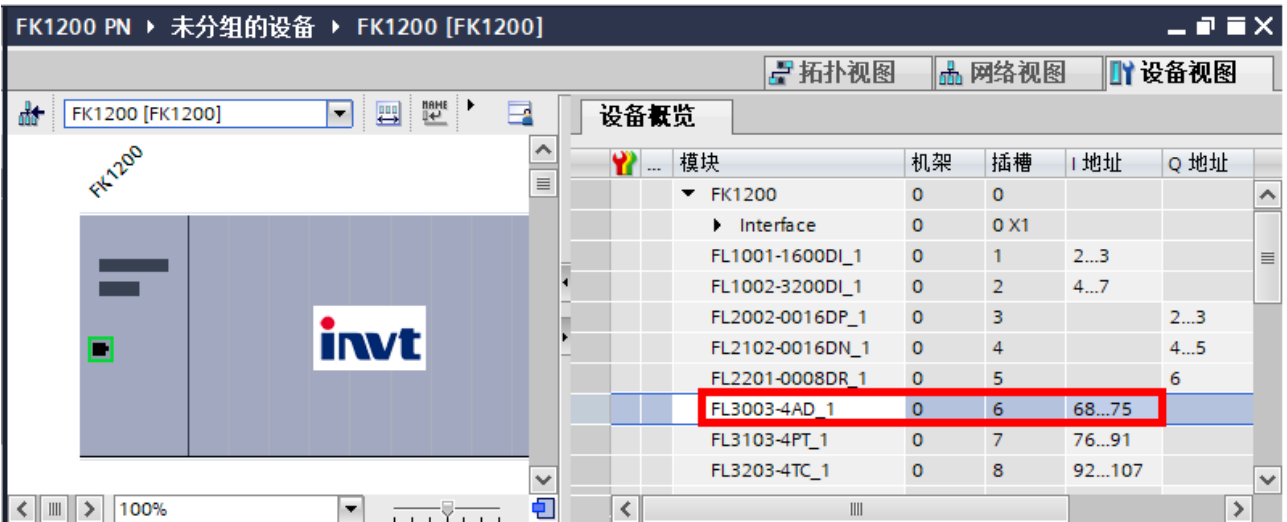 FK1200 PN ▸ 未分组的设备 ▸ FK1200 [FK1200]
拓扑视图 网络视图 设备视图
FK1200 [FK1200]
NAME
设备概览
FK1200
invt
... 模块 机架 插槽 I 地址 Q 地址
FK1200 0 0
Interface 0 0 X1
FL1001-1600DI_1 0 1 2...3
FL1002-3200DI_1 0 2 4...7
FL2002-0016DP_1 0 3 2...3
FL2102-0016DN_1 0 4 4...5
FL2201-0008DR_1 0 5 6
FL3003-4AD_1 0 6 68...75
FL3103-4PT_1 0 7 76...91
FL3203-4TC_1 0 8 92...107
100%